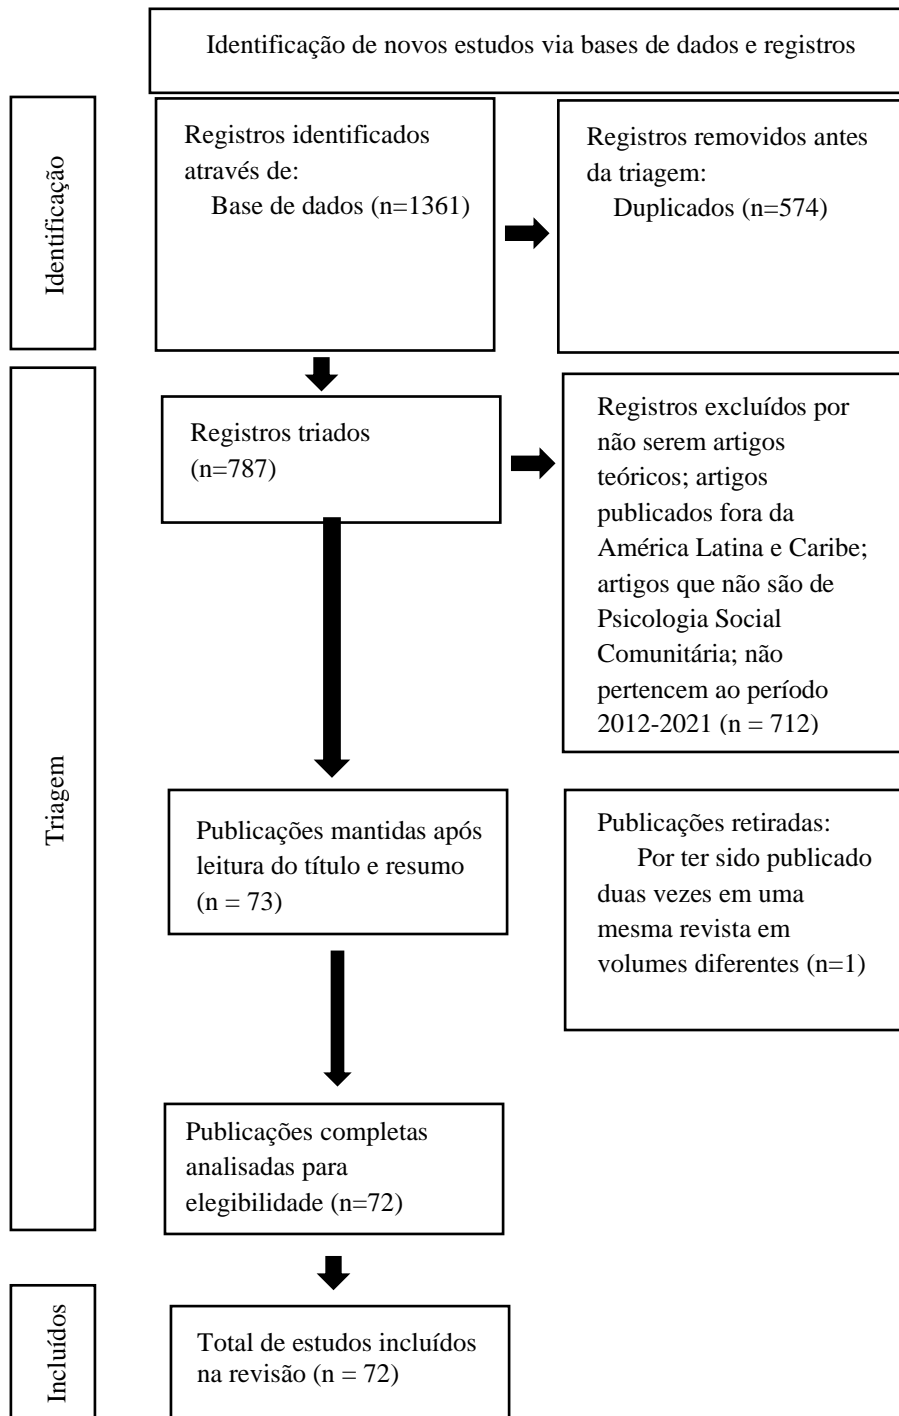 Identificação de novos estudos via bases de dados e registros
Identificação
Registros identificados
através de:
Base de dados (n=1361)
Registros removidos antes
da triagem:
Duplicados (n=574)
Triagem
Registros triados
(n=787)
Registros excluídos por
não serem artigos
teóricos; artigos
publicados fora da
América Latina e Caribe;
artigos que não são de
Psicologia Social
Comunitária; não
pertencem ao período
2012-2021 (n = 712)
Publicações mantidas após
leitura do título e resumo
(n = 73)
Publicações retiradas:
Por ter sido publicado
duas vezes em uma
mesma revista em
volumes diferentes (n=1)
Publicações completas
analisadas para
elegibilidade (n=72)
Incluídos
Total de estudos incluídos
na revisão (n = 72)